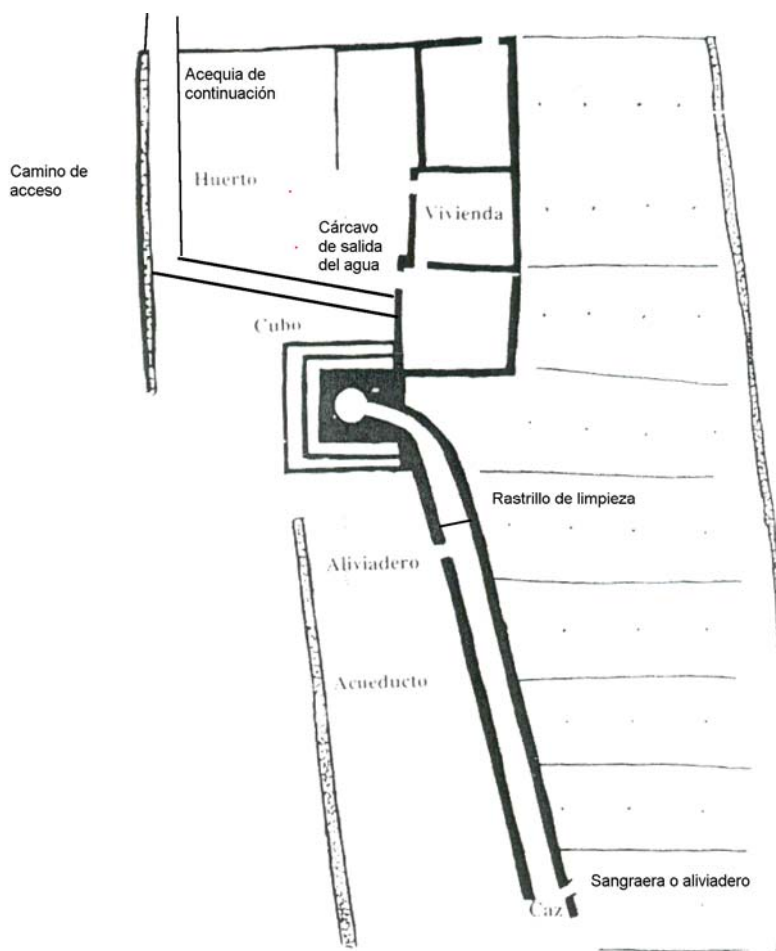 Acequia de
continuación
Camino de
acceso
Huerto
Vivienda
Cárcavo
de salida
del agua
Cubo
Rastrillo de limpieza
Aliviadero
Acueducto
Sangraera o aliviadero
Caz